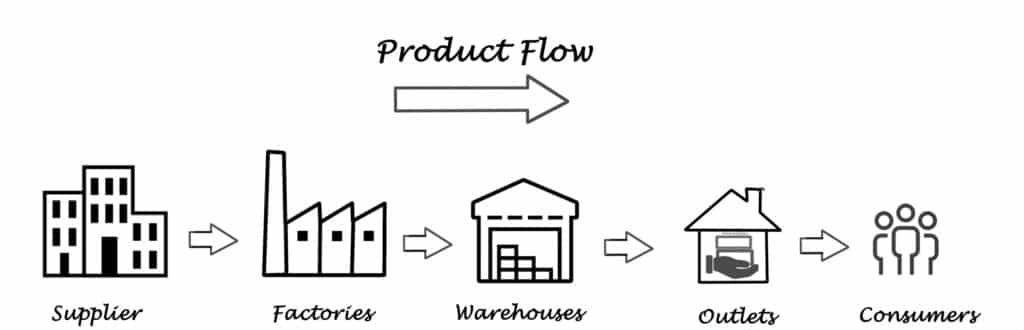 Product Flow
Supplier
Factories
Warehouses
Outlets
Consumers